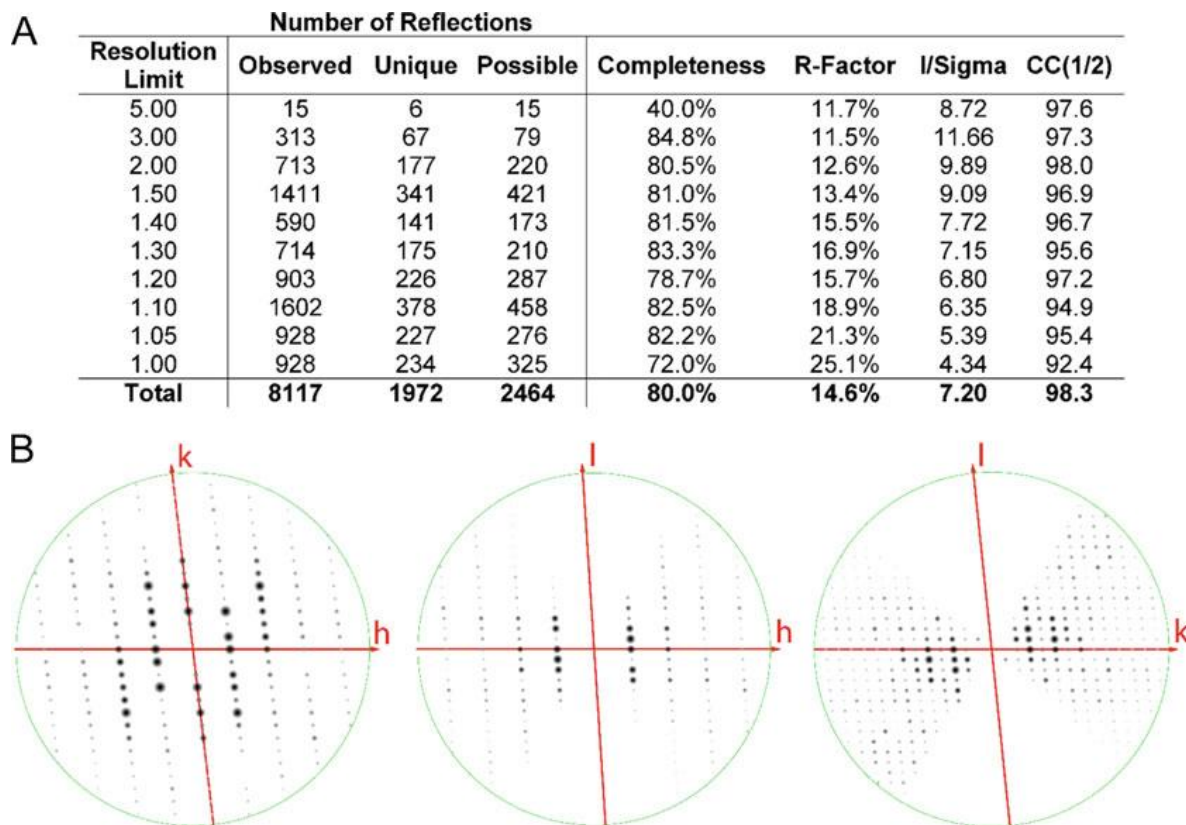 A
Number of Reflections
Resolution Limit Observed Unique Possible Completeness R-Factor I/Sigma CC(1/2)
5.00 15 6 15 40.0% 11.7% 8.72 97.6
3.00 313 67 79 84.8% 11.5% 11.66 97.3
2.00 713 177 220 80.5% 12.6% 9.89 98.0
1.50 1411 341 421 81.0% 13.4% 9.09 96.9
1.40 590 141 173 81.5% 15.5% 7.72 96.7
1.30 714 175 210 83.3% 16.9% 7.15 95.6
1.20 903 226 287 78.7% 15.7% 6.80 97.2
1.10 1602 378 458 82.5% 18.9% 6.35 94.9
1.05 928 227 276 82.2% 21.3% 5.39 95.4
1.00 928 234 325 72.0% 25.1% 4.34 92.4
Total 8117 1972 2464 80.0% 14.6% 7.20 98.3
B
k
h
l
h
l
k